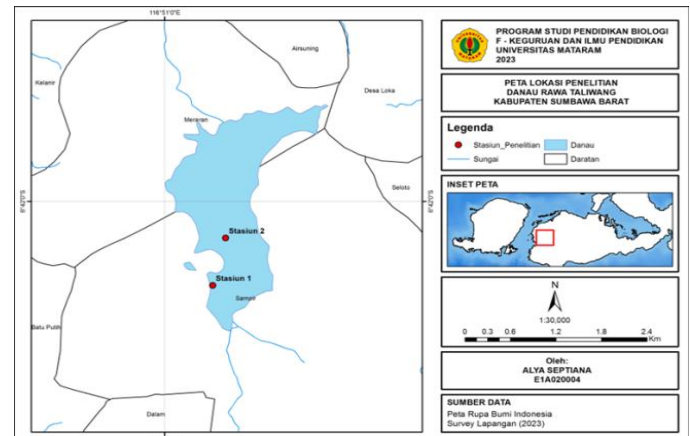 116°51'0"E
Airsuning
Kelanir
Desa Loka
Meraran
Seloto
8°42'0"S
8°42'0"S
Stasiun 2
Stasiun 1
Sampir
Batu Putih
Dalam
PROGRAM STUDI PENDIDIKAN BIOLOGI
F - KEGURUAN DAN ILMU PENDIDIKAN
UNIVERSITAS MATARAM
2023
PETA LOKASI PENELITIAN
DANAU RAWA TALIWANG
KABUPATEN SUMBAWA BARAT
Legenda
Stasiun_Penelitian Danau
Sungai Daratan
INSET PETA
N
1:30,000
0 0.3 0.6 1.2 1.8 2.4
Km
Oleh:
ALYA SEPTIANA
E1A020004
SUMBER DATA
Peta Rupa Bumi Indonesia
Survey Lapangan (2023)